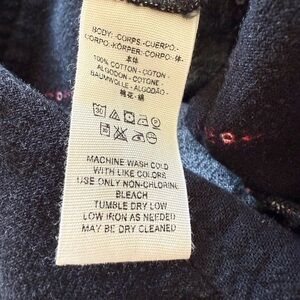 BODY·CORPS·CUERPO·
CORPO·KÖRPER·CORPO·体·
本体
100% COTTON·COTON·
ALGODÓN·COTONE·
BAUMWOLLE·ALGODÃO·
棉花·綿
30
MACHINE WASH COLD
WITH LIKE COLORS
USE ONLY NON-CHLORINE
BLEACH
TUMBLE DRY LOW
LOW IRON AS NEEDED
MAY BE DRY CLEANED